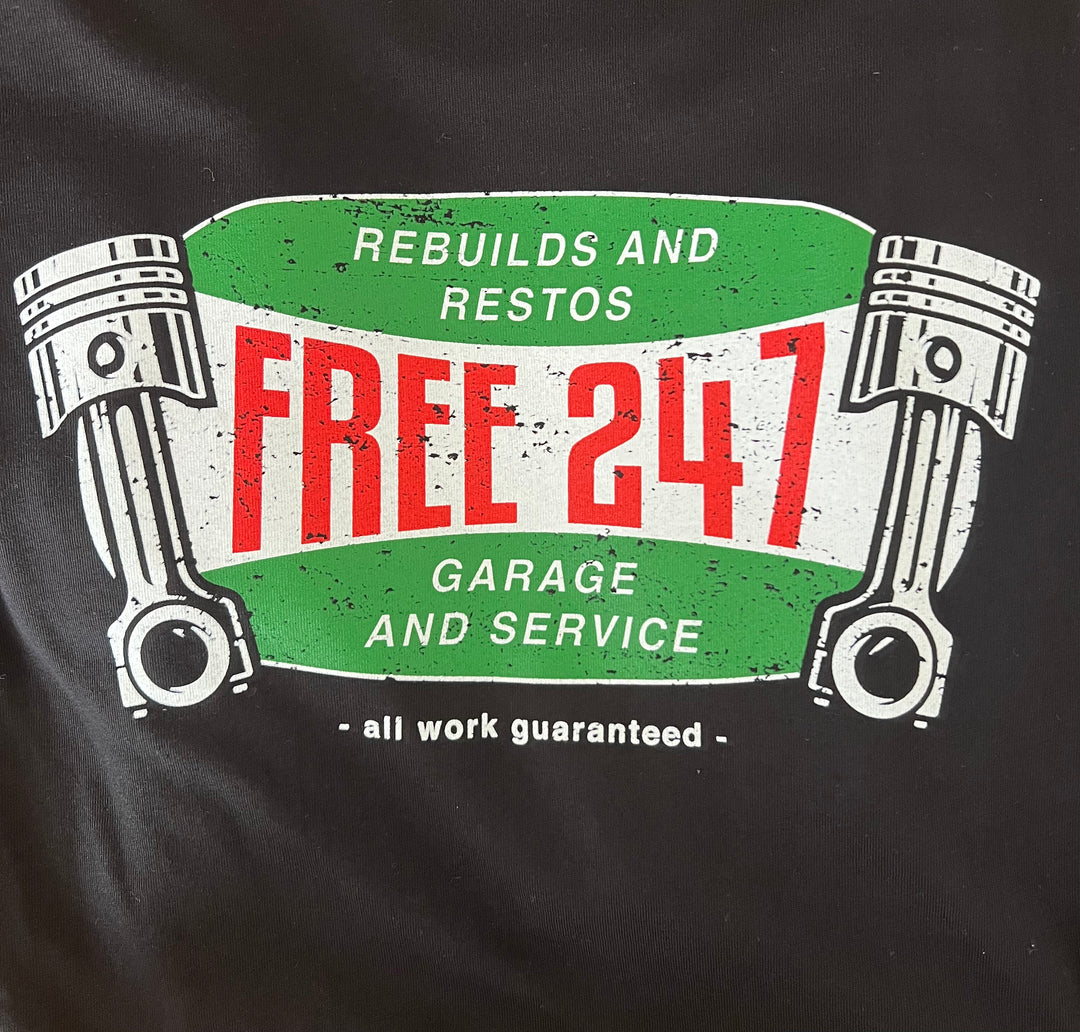 REBUILDS AND
RESTOS
FREE 247
GARAGE
AND SERVICE
- all work guaranteed -